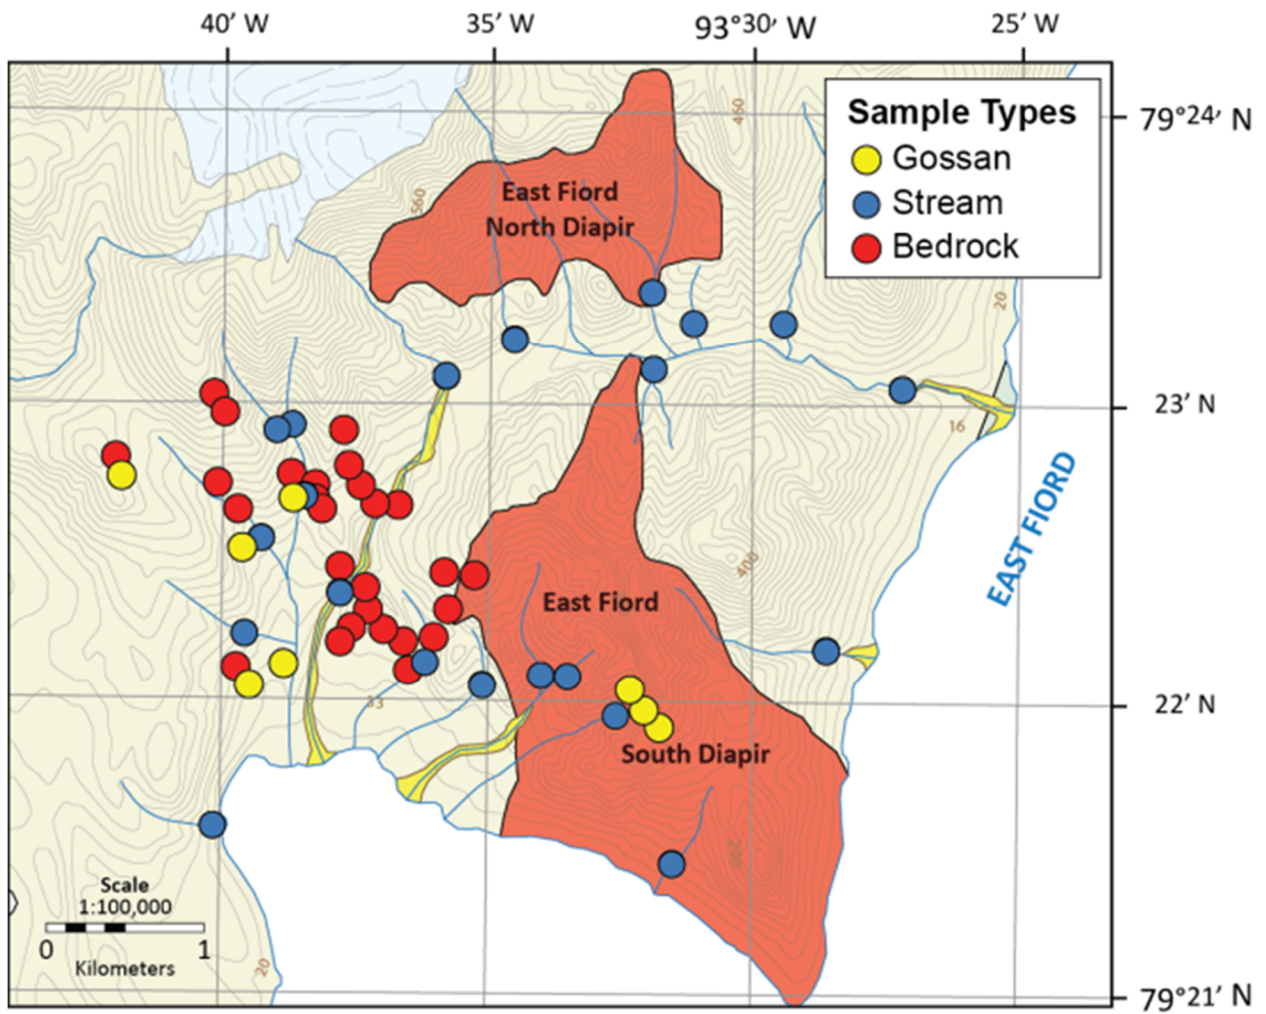 40′ W
35′ W
93°30′ W
25′ W
Sample Types
Gossan
Stream
Bedrock
79°24′ N
460
East Fiord
North Diapir
560
20
23′ N
16
EAST FIORD
400
East Fiord
33
22′ N
South Diapir
200
Scale
1:100,000
0 1
Kilometers
20
79°21′ N